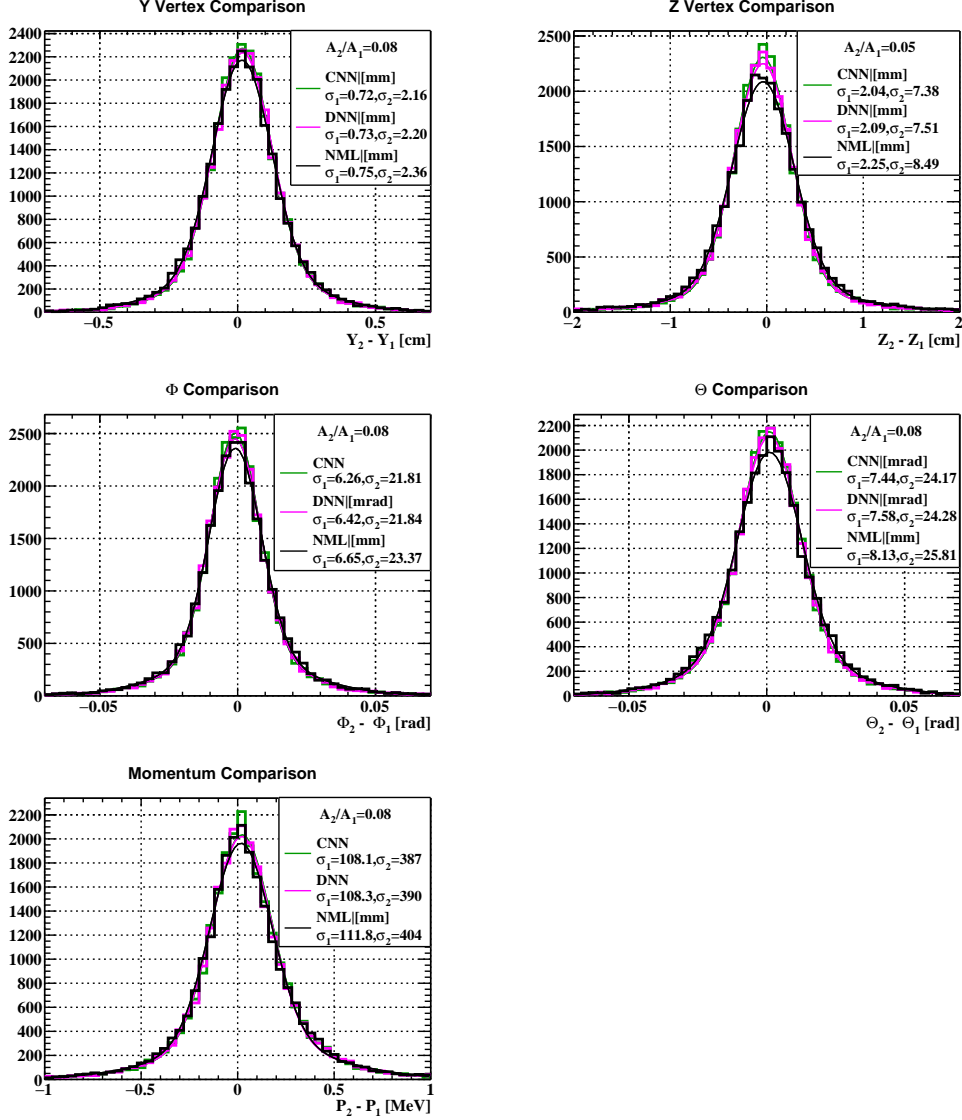 Y Vertex Comparison
2400
2200
2000
1800
1600
1400
1200
1000
800
600
400
200
0
−0.5
0
0.5
Y₂ - Y₁ [cm]
A₂/A₁=0.08
CNN|[mm]
σ₁=0.72,σ₂=2.16
DNN|[mm]
σ₁=0.73,σ₂=2.20
NML|[mm]
σ₁=0.75,σ₂=2.36
Z Vertex Comparison
2500
2000
1500
1000
500
0
−2
−1
0
1
2
Z₂ - Z₁ [cm]
A₂/A₁=0.05
CNN|[mm]
σ₁=2.04,σ₂=7.38
DNN|[mm]
σ₁=2.09,σ₂=7.51
NML|[mm]
σ₁=2.25,σ₂=8.49
Φ Comparison
2500
2000
1500
1000
500
0
−0.05
0
0.05
Φ₂ - Φ₁ [rad]
A₂/A₁=0.08
CNN
σ₁=6.26,σ₂=21.81
DNN|[mrad]
σ₁=6.42,σ₂=21.84
NML|[mm]
σ₁=6.65,σ₂=23.37
Θ Comparison
2200
2000
1800
1600
1400
1200
1000
800
600
400
200
0
−0.05
0
0.05
Θ₂ - Θ₁ [rad]
A₂/A₁=0.08
CNN|[mrad]
σ₁=7.44,σ₂=24.17
DNN|[mrad]
σ₁=7.58,σ₂=24.28
NML|[mm]
σ₁=8.13,σ₂=25.81
Momentum Comparison
2200
2000
1800
1600
1400
1200
1000
800
600
400
200
0
−1
−0.5
0
0.5
1
P₂ - P₁ [MeV]
A₂/A₁=0.08
CNN
σ₁=108.1,σ₂=387
DNN
σ₁=108.3,σ₂=390
NML|[mm]
σ₁=111.8,σ₂=404